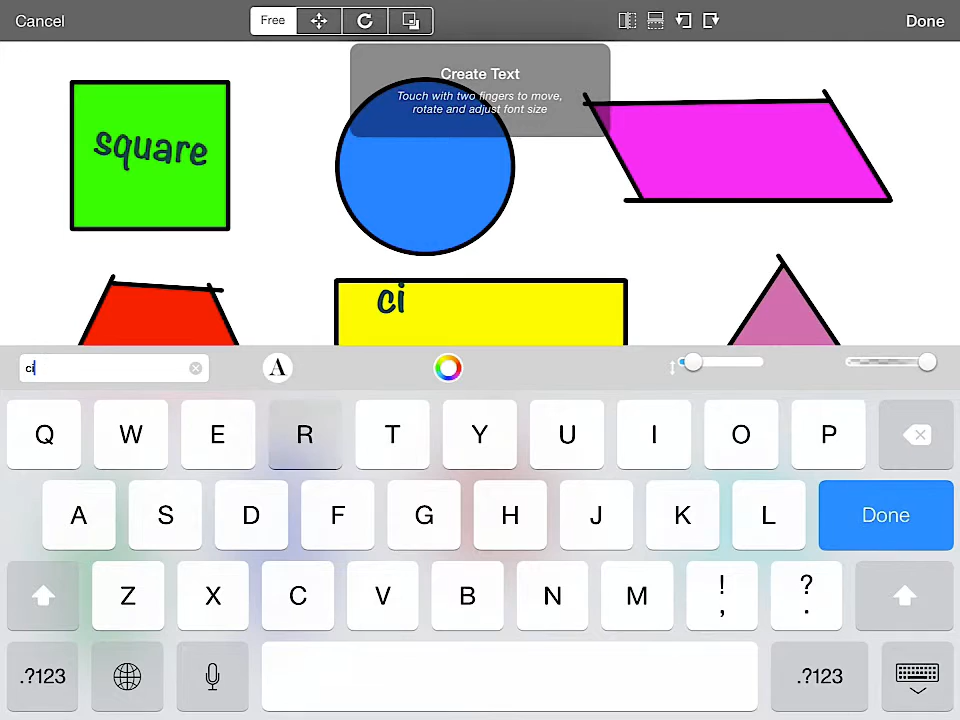 Cancel Free Done
Create Text
Touch with two fingers to move,
rotate and adjust font size
square
ci
ci A
Q W E R T Y U I O P
A S D F G H J K L Done
Z X C V B N M ! , ? .
.?123 .?123